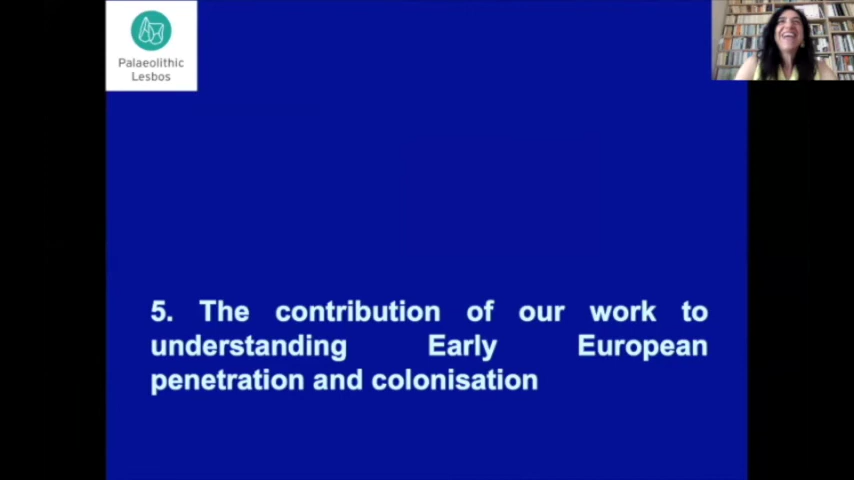 Palaeolithic
Lesbos
5. The contribution of our work to
understanding Early European
penetration and colonisation